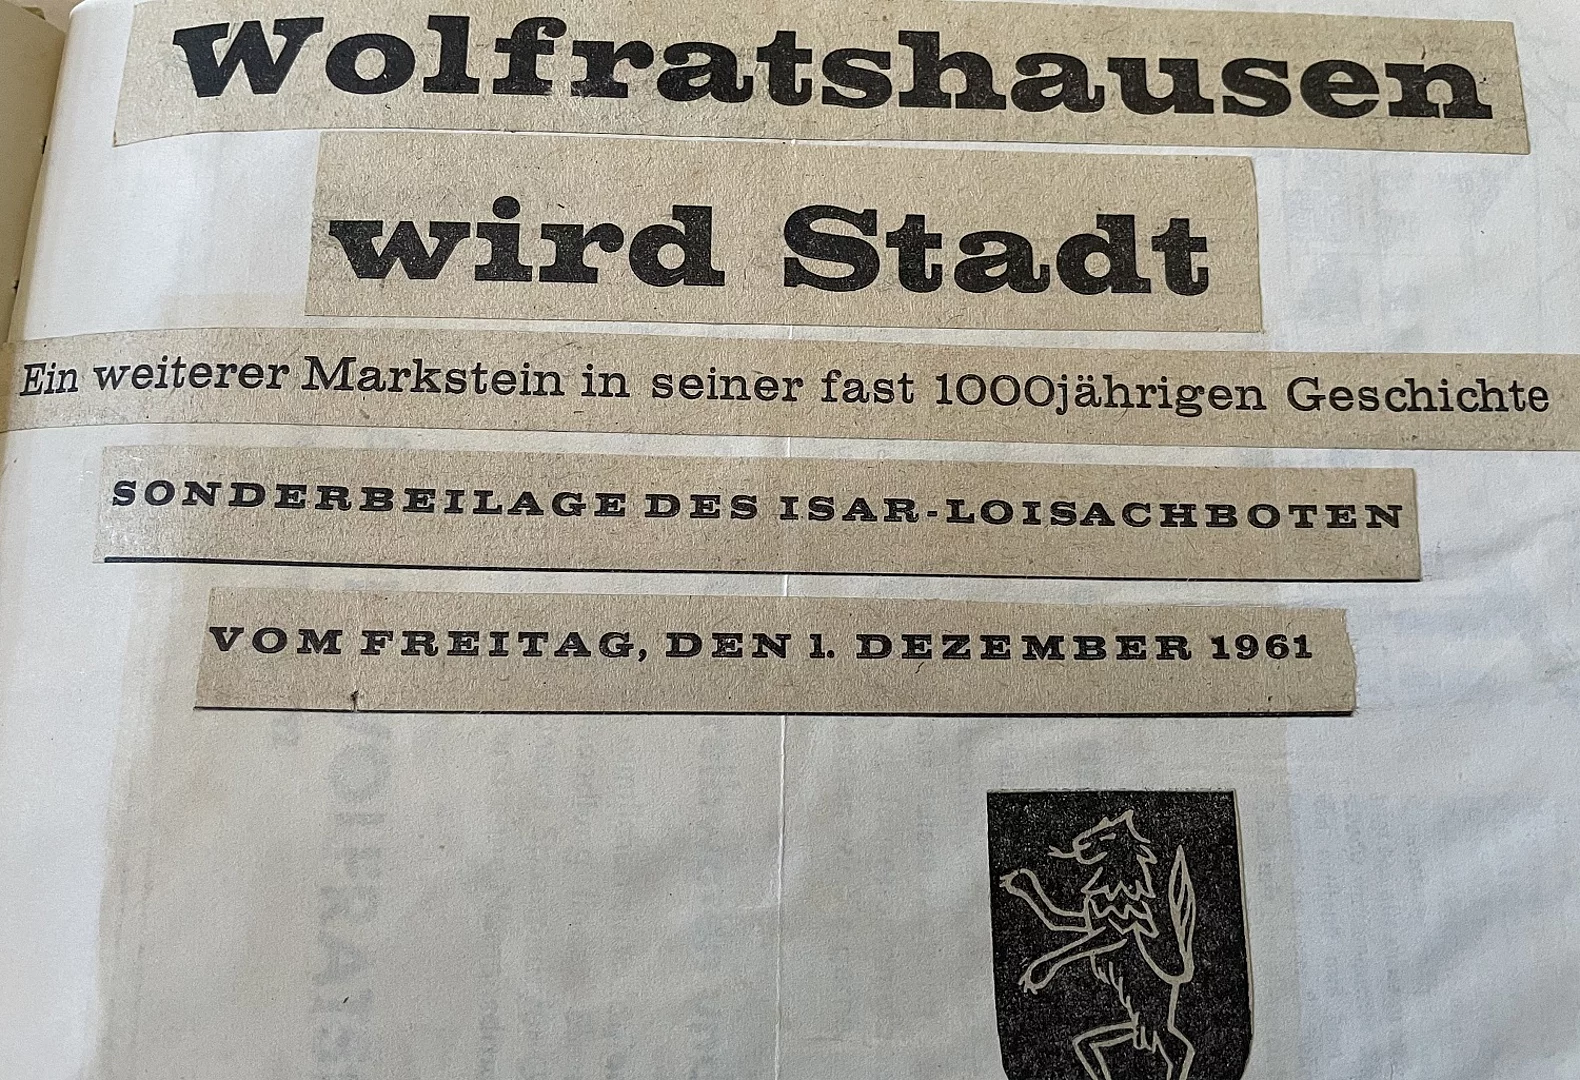 Wolfratshausen
wird Stadt
Ein weiterer Markstein in seiner fast 1000jährigen Geschichte
SONDERBEILAGE DES ISAR-LOISACHBOTEN
VOM FREITAG, DEN 1. DEZEMBER 1961